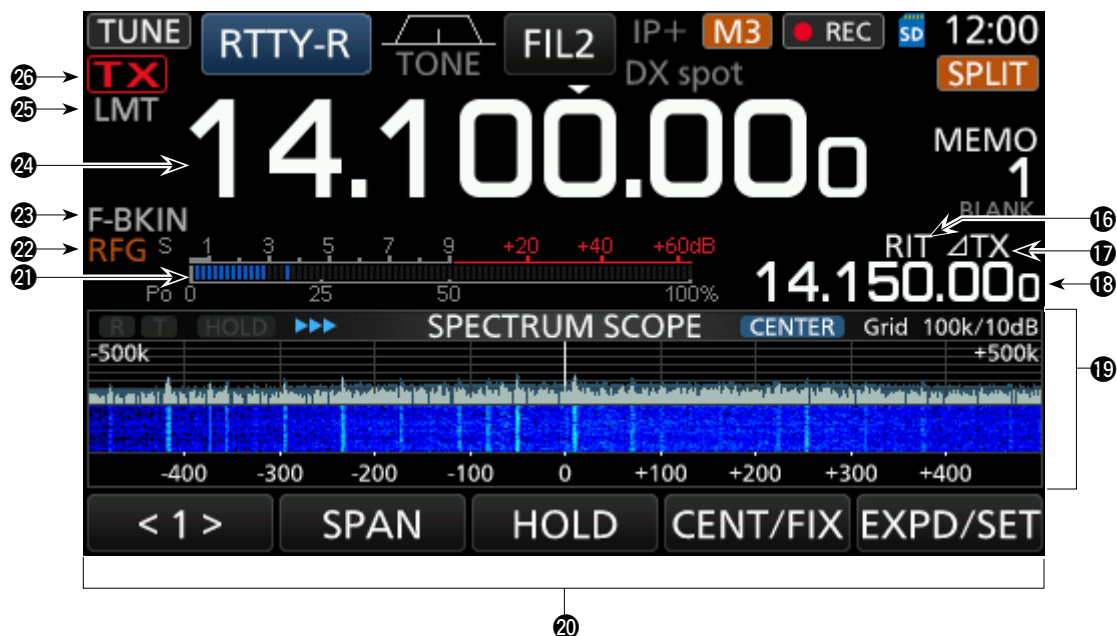 TUNE RTTY-R TONE FIL2 IP+ M3 REC SD 12:00
㉖ TX DX spot SPLIT
㉕ LMT
㉔ 14.100.000 MEMO
1
㉓ F-BKIN BLANK ⑯
㉒ RFG S 1 3 5 7 9 +20 +40 +60dB RIT ⊿TX ⑰
㉑ 14.150.000 ⑱
Po 0 25 50 100%
R T HOLD SPECTRUM SCOPE CENTER Grid 100k/10dB
-500k +500k
⑲
-400 -300 -200 -100 0 +100 +200 +300 +400
< 1 > SPAN HOLD CENT/FIX EXPD/SET
⑳